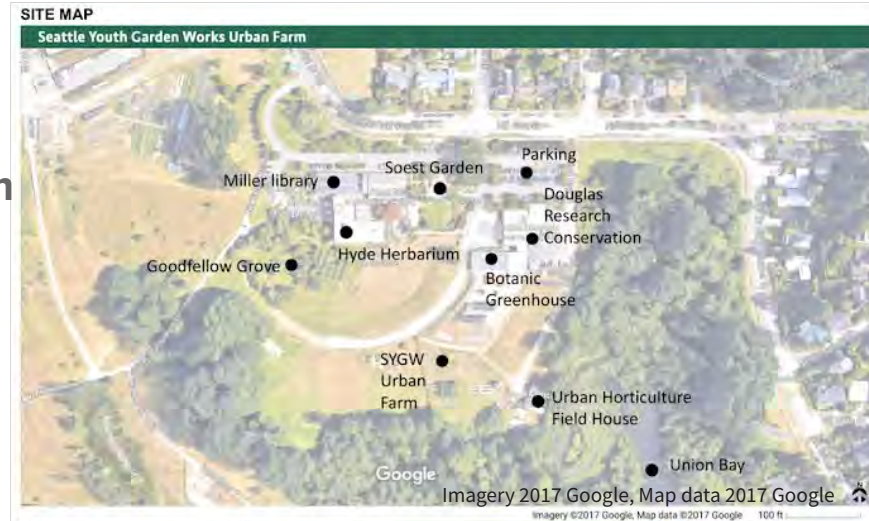 SITE MAP
Seattle Youth Garden Works Urban Farm
Parking
Soest Garden
Miller library
Douglas
Research
Conservation
Hyde Herbarium
Goodfellow Grove
Botanic
Greenhouse
SYGW
Urban
Farm
Urban Horticulture
Field House
Union Bay
Google
Imagery 2017 Google, Map data 2017 Google
N
Imagery ©2017 Google, Map data ©2017 Google 100 ft